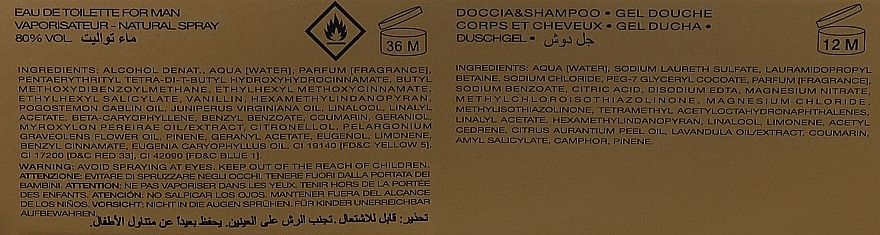 EAU DE TOILETTE FOR MAN
VAPORISATEUR - NATURAL SPRAY
80% VOL ماء تواليت
36 M
INGREDIENTS: ALCOHOL DENAT., AQUA [WATER], PARFUM [FRAGRANCE],
PENTAERYTHRITYL TETRA-DI-T-BUTYL HYDROXYHYDROCINNAMATE, BUTYL
METHOXYDIBENZOYLMETHANE, ETHYLHEXYL METHOXYCINNAMATE,
ETHYLHEXYL SALICYLATE, VANILLIN, HEXAMETHYLINDANOPYRAN,
POGOSTEMON CABLIN OIL, JUNIPERUS VIRGINIANA OIL, LINALOOL, LINALYL
ACETATE, BETA-CARYOPHYLLENE, BENZYL BENZOATE, COUMARIN, GERANIOL,
MYROXYLON PEREIRAE OIL/EXTRACT, CITRONELLOL, PELARGONIUM
GRAVEOLENS FLOWER OIL, PINENE, GERANYL ACETATE, EUGENOL, LIMONENE,
BENZYL CINNAMATE, EUGENIA CARYOPHYLLUS OIL, CI 19140 [FD&C YELLOW 5],
CI 17200 [D&C RED 33], CI 42090 [FD&C BLUE 1].
WARNING: AVOID SPRAYING AT EYES. KEEP OUT OF THE REACH OF CHILDREN.
ATTENZIONE: EVITARE DI SPRUZZARE NEGLI OCCHI. TENERE FUORI DALLA PORTATA DEI
BAMBINI. ATTENTION: NE PAS VAPORISER DANS LES YEUX. TENIR HORS DE LA PORTÉE
DES ENFANTS. ATENCIÓN: NO SALPICAR LOS OJOS. MANTENER FUERA DEL ALCANCE
DE LOS NIÑOS. VORSICHT: NICHT IN DIE AUGEN SPRÜHEN. FÜR KINDER UNERREICHBAR
AUFBEWAHREN.
تحذير: قابل للاشتعال. تجنب الرش على العينين. يحفظ بعيداً عن متناول الأطفال.
DOCCIA&SHAMPOO • GEL DOUCHE
CORPS ET CHEVEUX • GEL DUCHA •
DUSCHGEL • جل دوش
12 M
INGREDIENTS: AQUA [WATER], SODIUM LAURETH SULFATE, LAURAMIDOPROPYL
BETAINE, SODIUM CHLORIDE, PEG-7 GLYCERYL COCOATE, PARFUM [FRAGRANCE],
SODIUM BENZOATE, CITRIC ACID, DISODIUM EDTA, MAGNESIUM NITRATE,
METHYLCHLOROISOTHIAZOLINONE, MAGNESIUM CHLORIDE,
METHYLISOTHIAZOLINONE, TETRAMETHYL ACETYLOCTAHYDRONAPHTHALENES,
LINALYL ACETATE, HEXAMETHYLINDANOPYRAN, LINALOOL, LIMONENE, ACETYL
CEDRENE, CITRUS AURANTIUM PEEL OIL, LAVANDULA OIL/EXTRACT, COUMARIN,
AMYL SALICYLATE, CAMPHOR, PINENE.